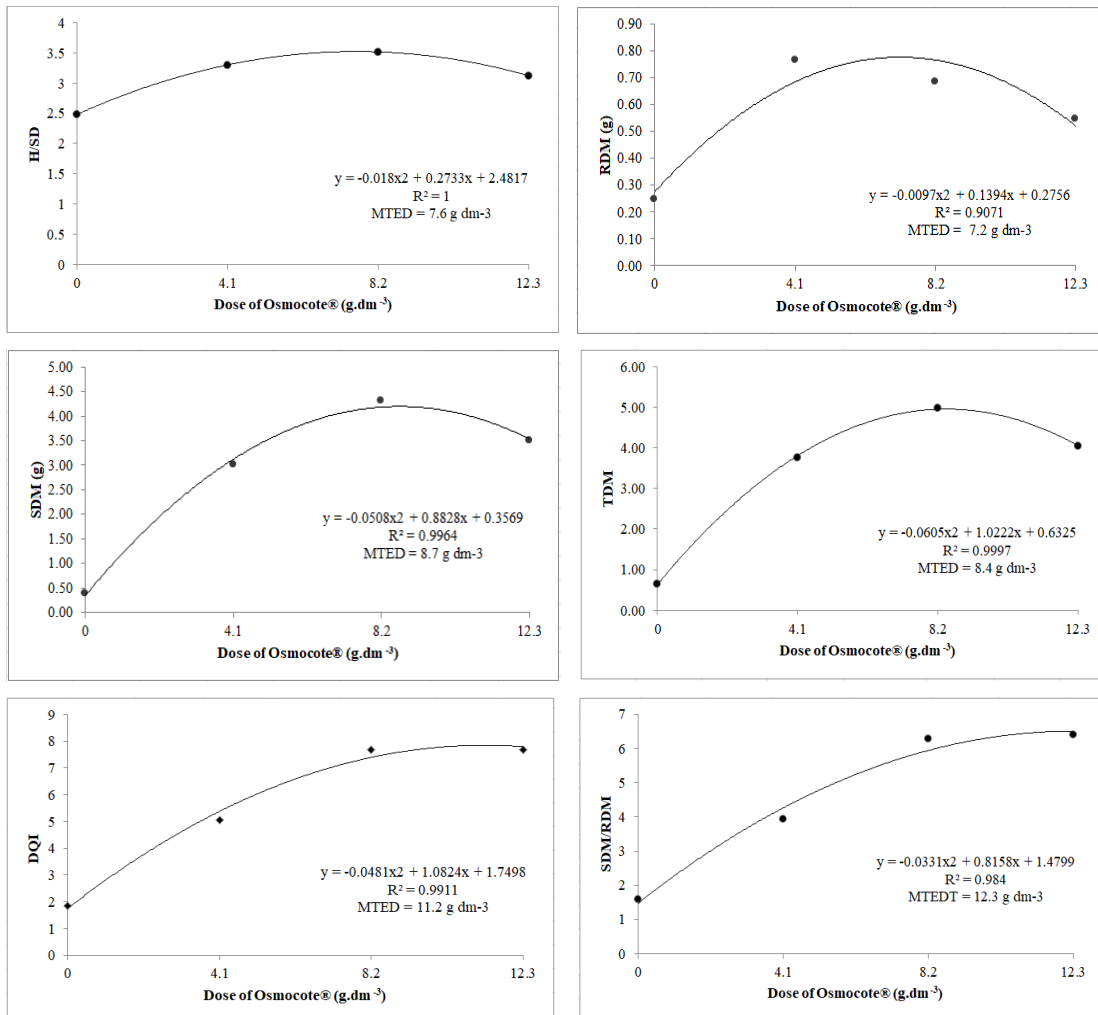 H/SD
4
3.5
3
2.5
2
1.5
1
0.5
0
0 4.1 8.2 12.3
y = -0.018x2 + 0.2733x + 2.4817
R² = 1
MTED = 7.6 g dm-3
Dose of Osmocote® (g.dm-3)
RDM (g)
0.90
0.80
0.70
0.60
0.50
0.40
0.30
0.20
0.10
0.00
0 4.1 8.2 12.3
y = -0.0097x2 + 0.1394x + 0.2756
R² = 0.9071
MTED = 7.2 g dm-3
Dose of Osmocote® (g.dm-3)
SDM (g)
5.00
4.50
4.00
3.50
3.00
2.50
2.00
1.50
1.00
0.50
0.00
0 4.1 8.2 12.3
y = -0.0508x2 + 0.8828x + 0.3569
R² = 0.9964
MTED = 8.7 g dm-3
Dose of Osmocote® (g.dm-3)
TDM
6.00
5.00
4.00
3.00
2.00
1.00
0.00
0 4.1 8.2 12.3
y = -0.0605x2 + 1.0222x + 0.6325
R² = 0.9997
MTED = 8.4 g dm-3
Dose of Osmocote® (g.dm-3)
DQI
9
8
7
6
5
4
3
2
1
0
0 4.1 8.2 12.3
y = -0.0481x2 + 1.0824x + 1.7498
R² = 0.9911
MTED = 11.2 g dm-3
Dose of Osmocote® (g.dm-3)
SDM/RDM
7
6
5
4
3
2
1
0
0 4.1 8.2 12.3
y = -0.0331x2 + 0.8158x + 1.4799
R² = 0.984
MTEDT = 12.3 g dm-3
Dose of Osmocote® (g.dm-3)